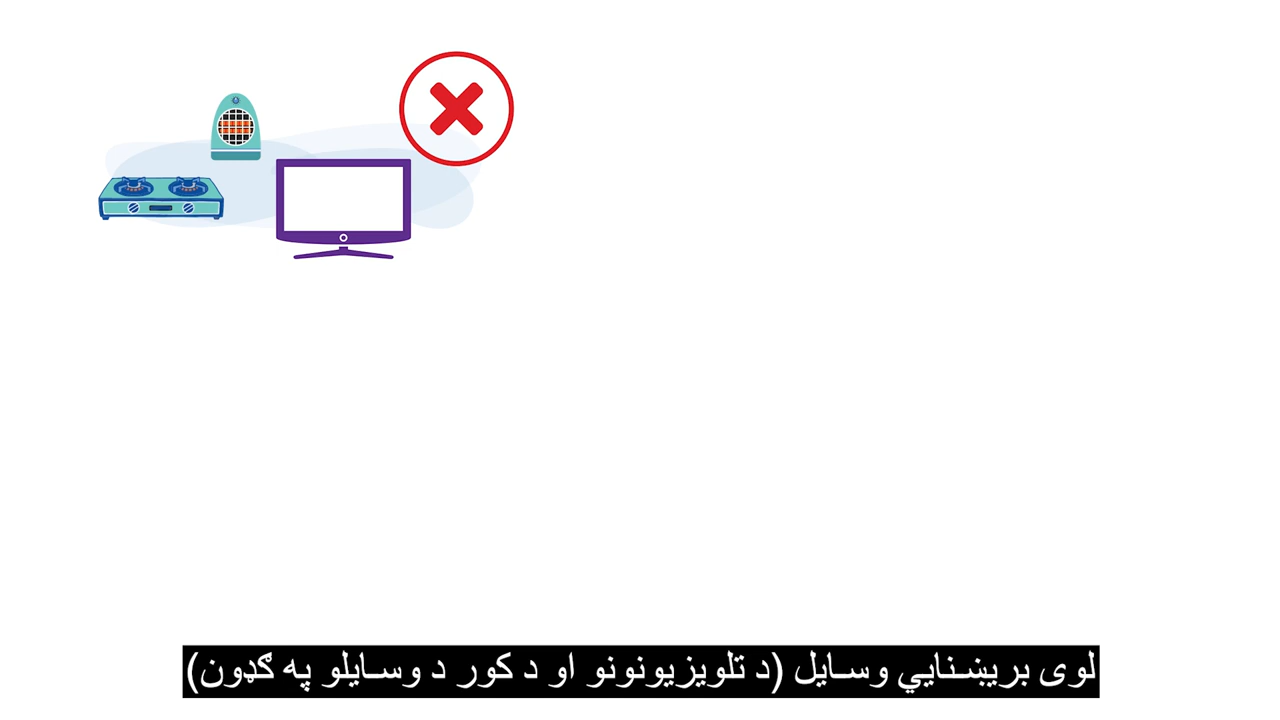 لوی بریښنایي وسایل (د تلویزیونونو او د کور د وسایلو په ګډون)